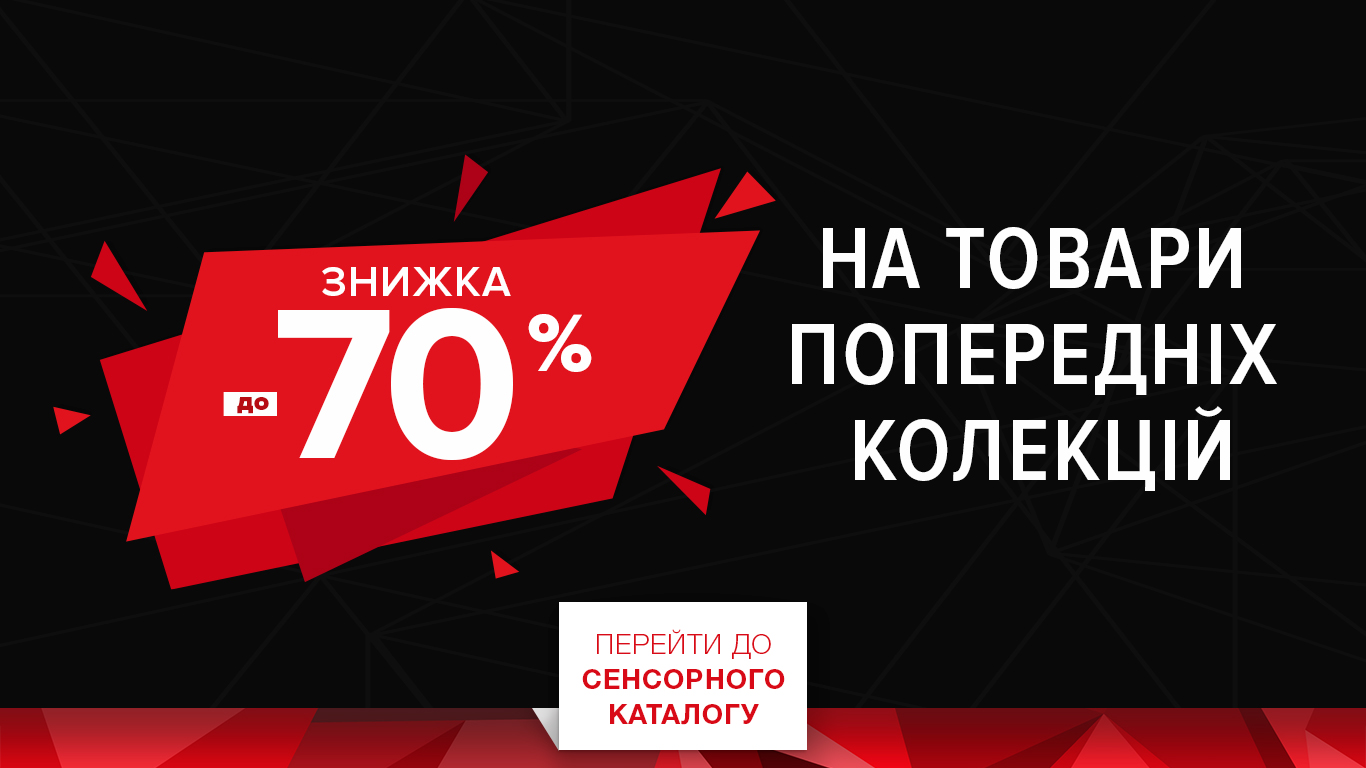 ЗНИЖКА
до 70%
НА ТОВАРИ
ПОПЕРЕДНІХ
КОЛЕКЦІЙ
ПЕРЕЙТИ ДО
СЕНСОРНОГО
КАТАЛОГУ